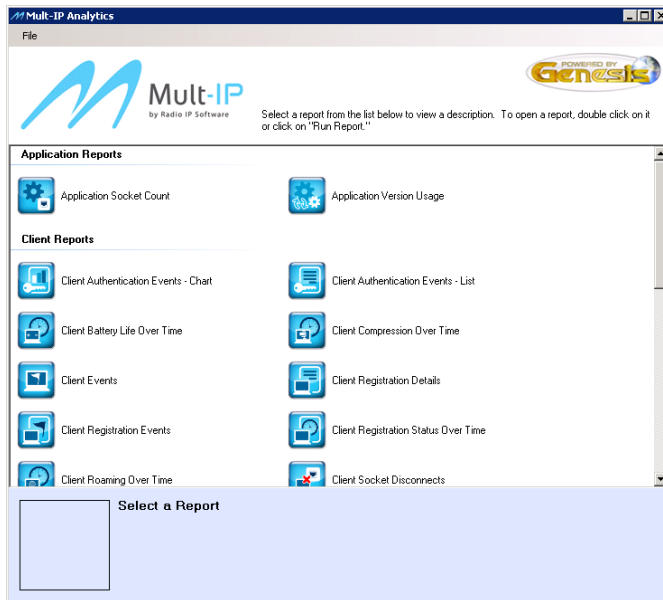 Mult-IP Analytics
File
Mult-IP
by Radio IP Software
POWERED BY
Genesis
Select a report from the list below to view a description. To open a report, double click on it
or click on "Run Report."
Application Reports
Application Socket Count
Application Version Usage
Client Reports
Client Authentication Events - Chart
Client Authentication Events - List
Client Battery Life Over Time
Client Compression Over Time
Client Events
Client Registration Details
Client Registration Events
Client Registration Status Over Time
Client Roaming Over Time
Client Socket Disconnects
Select a Report